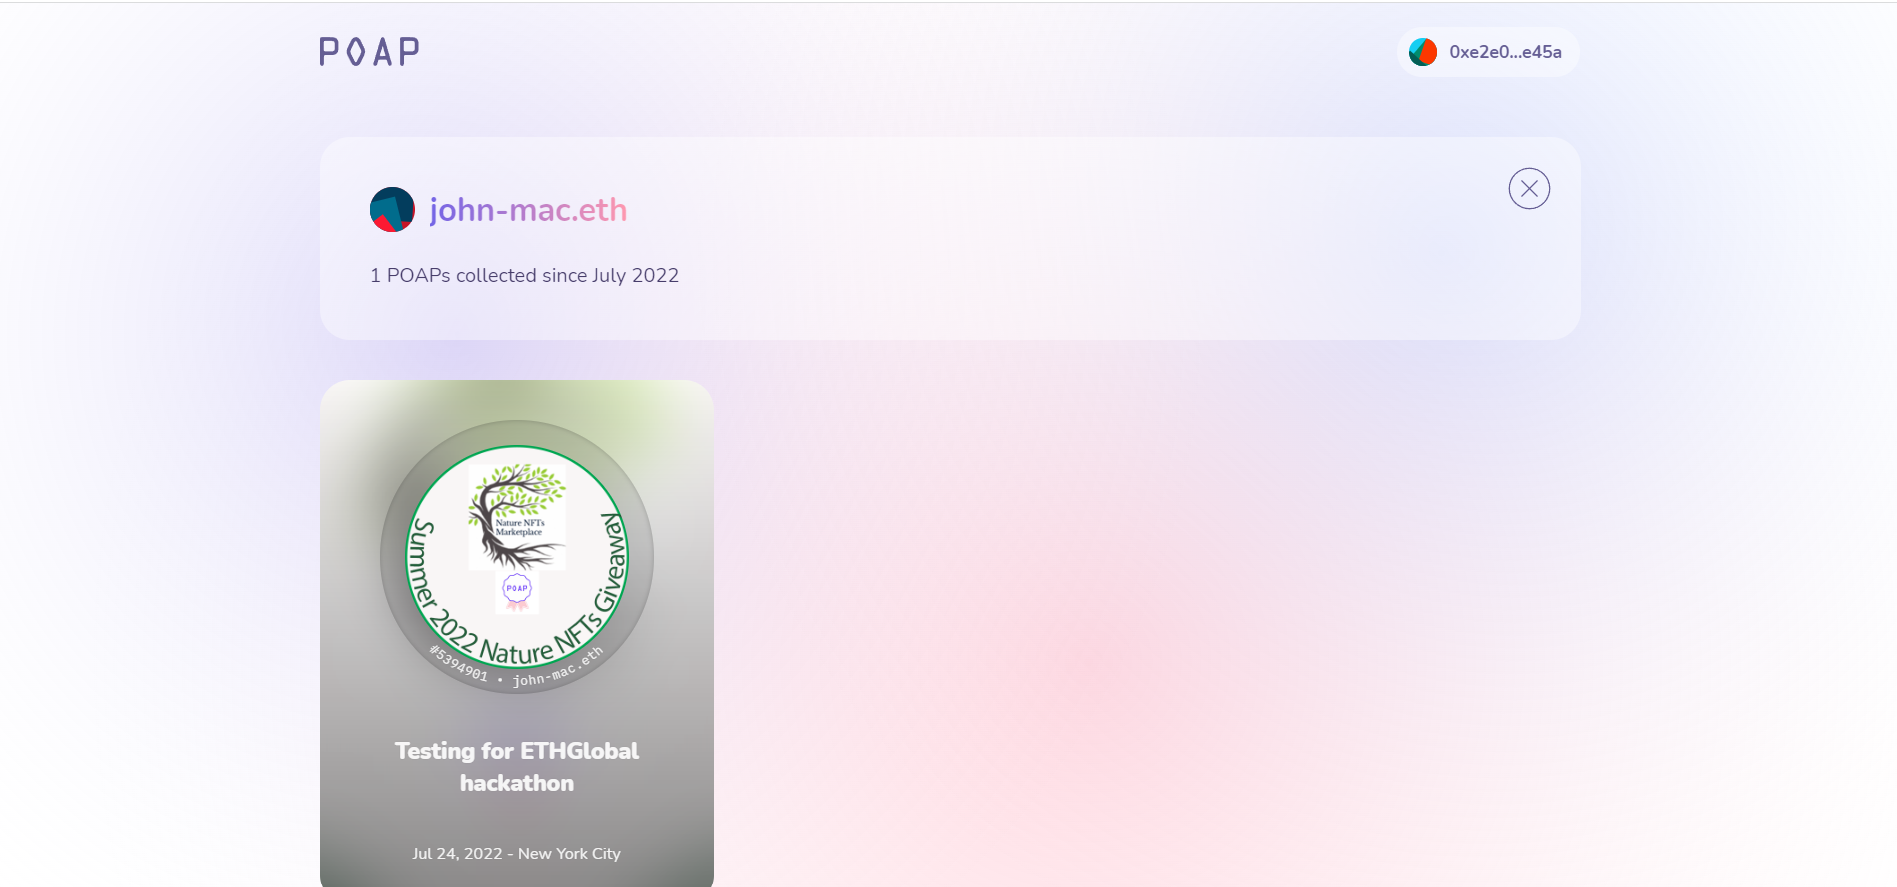 POAP
0xe2e0...e45a
john-mac.eth
1 POAPs collected since July 2022
Nature NFTs
Marketplace
POAP
Summer 2022 Nature NFTs Giveaway
#5394901 • john-mac.eth
Testing for ETHGlobal
hackathon
Jul 24, 2022 - New York City